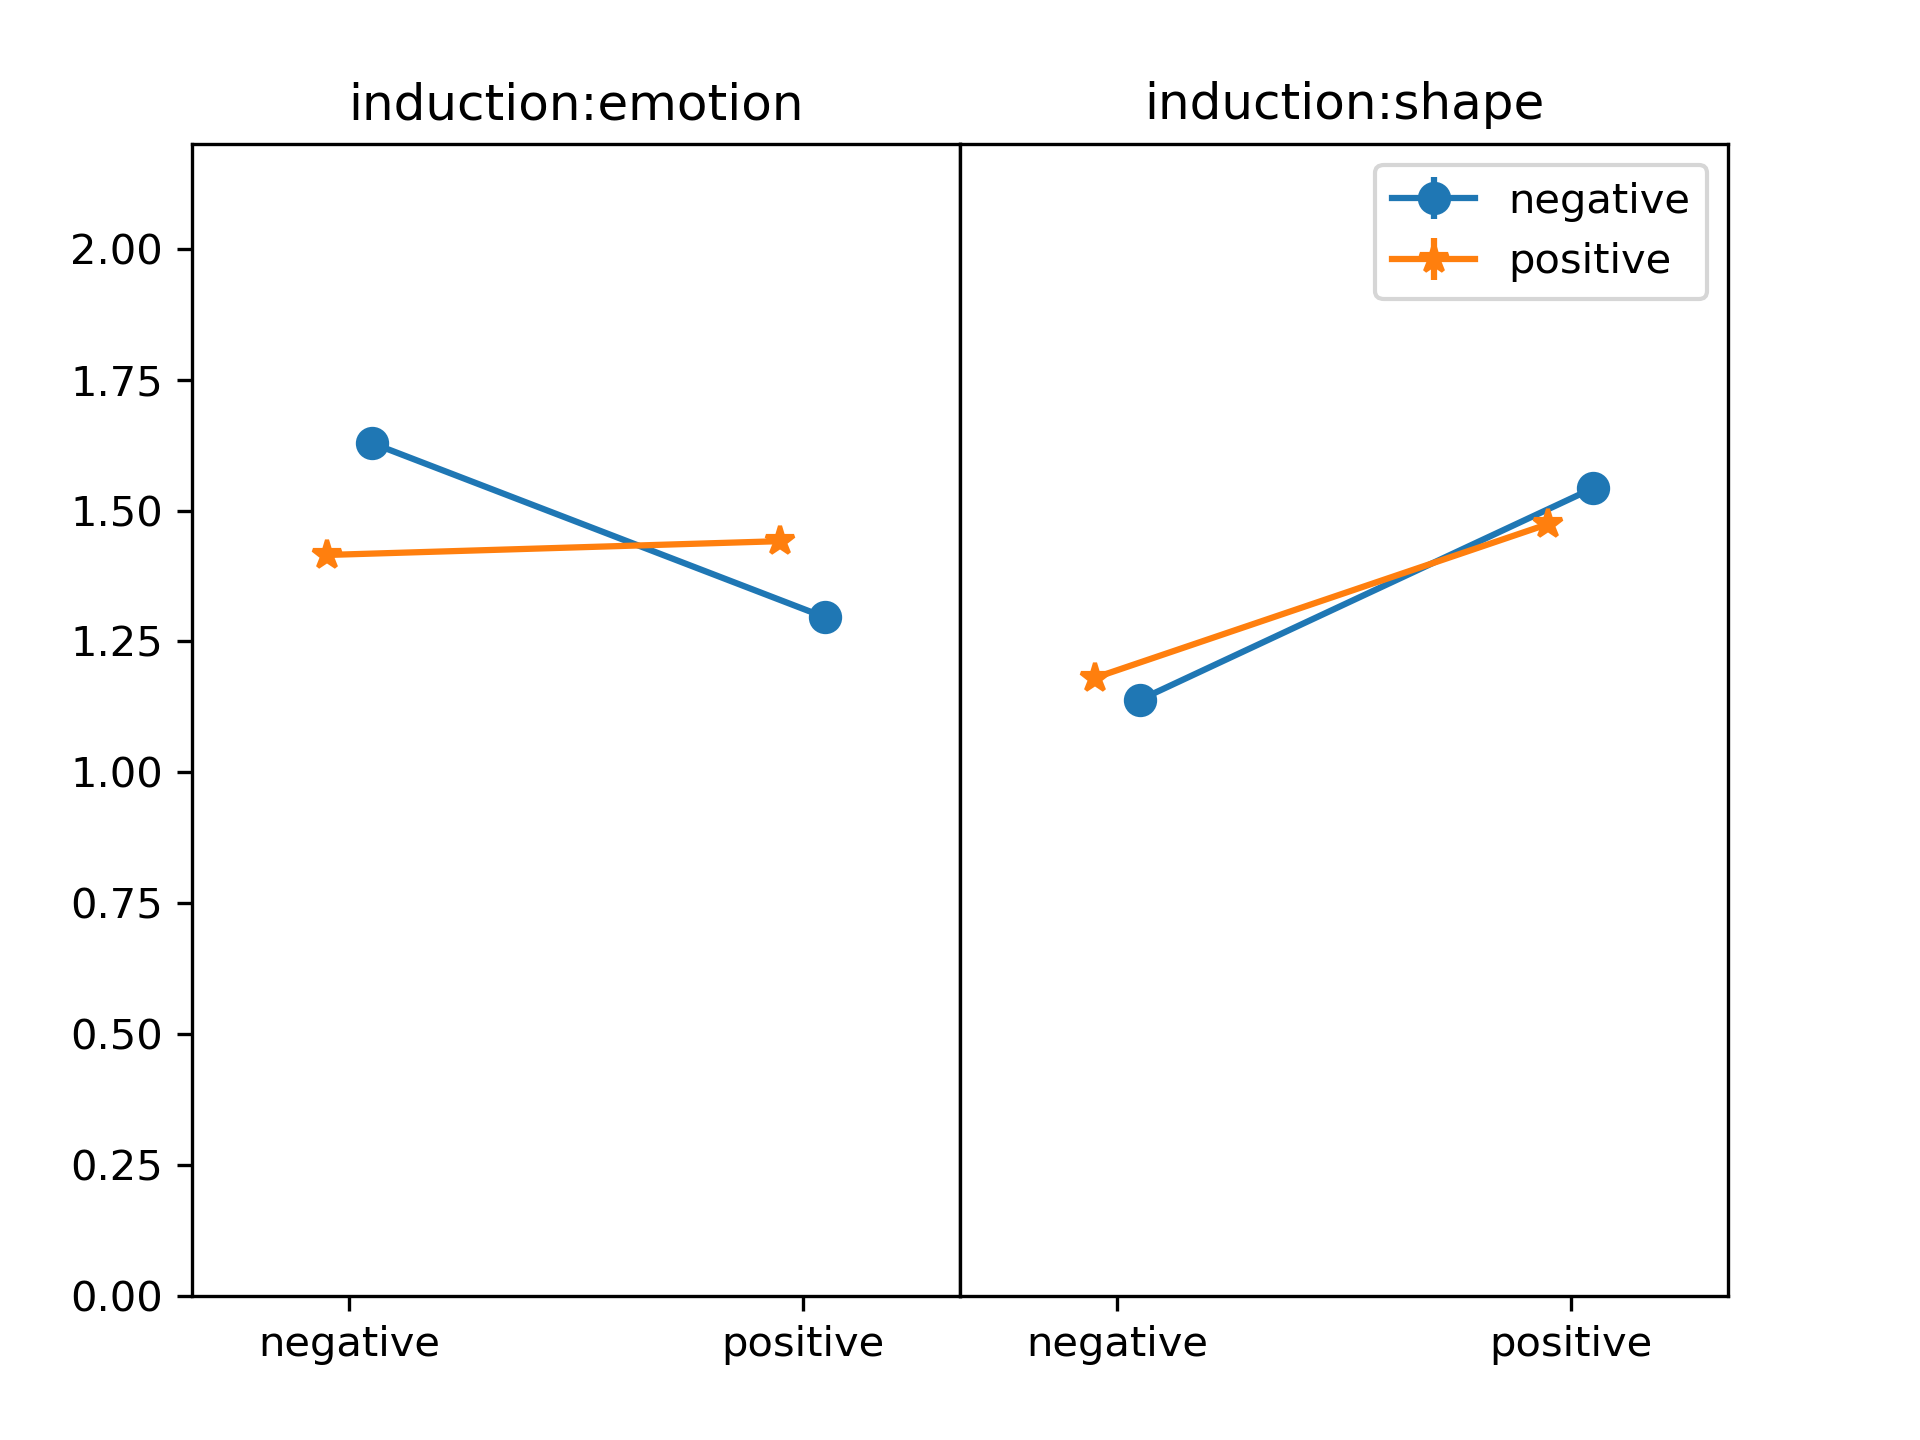 induction:emotion
induction:shape
negative
positive
2.00
1.75
1.50
1.25
1.00
0.75
0.50
0.25
0.00
negative
positive
negative
positive